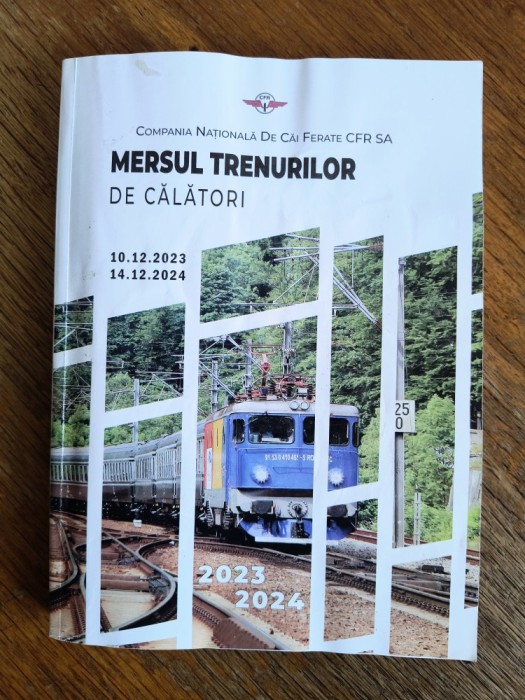 CFR
COMPANIA NAȚIONALĂ DE CĂI FERATE CFR SA
MERSUL TRENURILOR
DE CĂLĂTORI
10.12.2023
14.12.2024
25
0
2023
2024